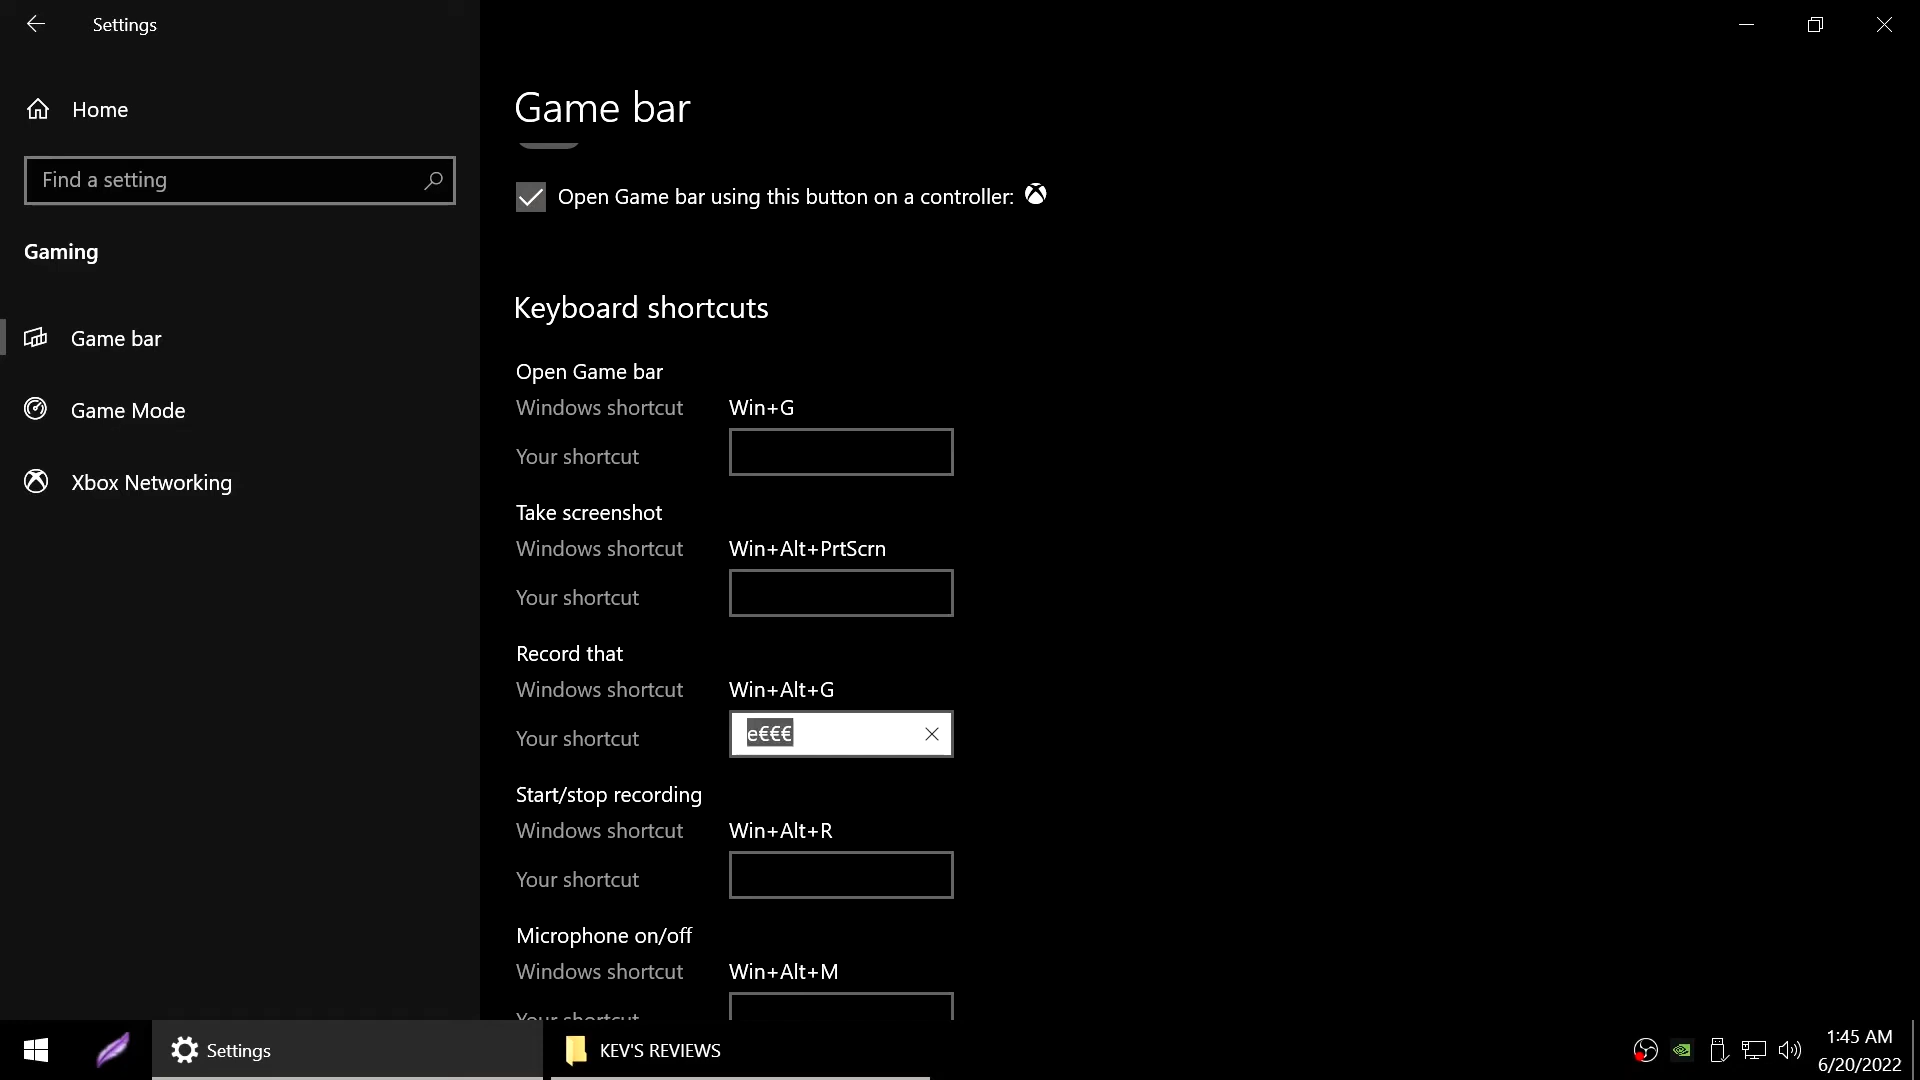 Settings
Home
Find a setting
Gaming
Game bar
Game Mode
Xbox Networking
Game bar
Open Game bar using this button on a controller:
Keyboard shortcuts
Open Game bar
Windows shortcut Win+G
Your shortcut
Take screenshot
Windows shortcut Win+Alt+PrtScrn
Your shortcut
Record that
Windows shortcut Win+Alt+G
Your shortcut e€€€
Start/stop recording
Windows shortcut Win+Alt+R
Your shortcut
Microphone on/off
Windows shortcut Win+Alt+M
Your shortcut
Settings
KEV'S REVIEWS
1:45 AM
6/20/2022